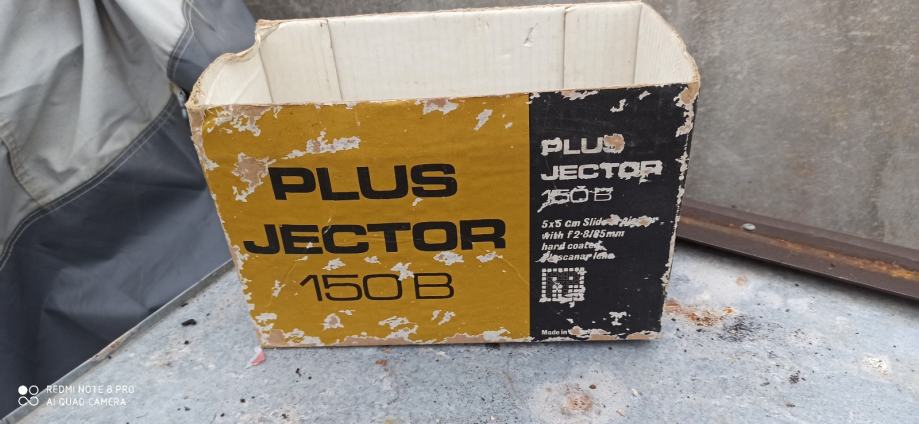 PLUS
JECTOR
150 B
PLUS
JECTOR
150 B
5x5 cm
with f 2·8/85mm
hard coated
lens
Made in
REDMI NOTE 8 PRO
AI QUAD CAMERA